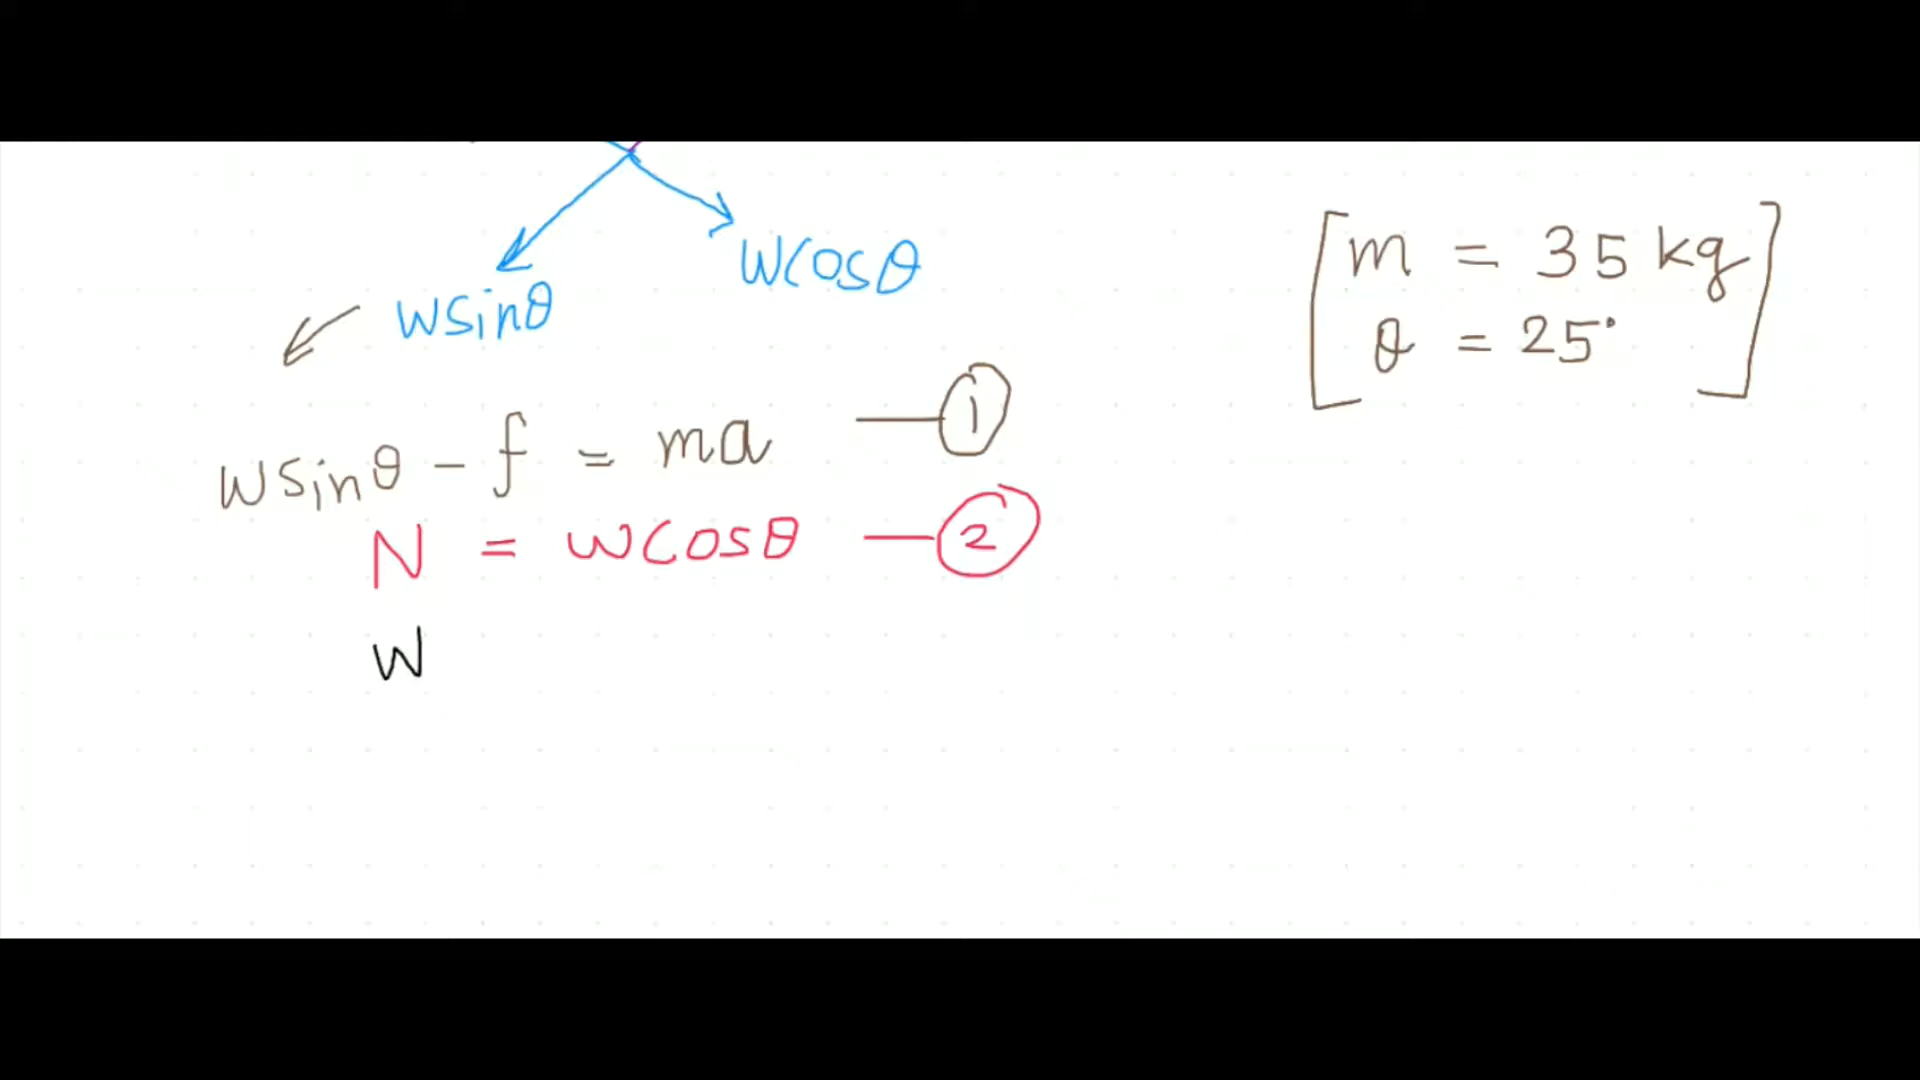 wcosθ
wsinθ
wsinθ - f = ma — 1
N = wcosθ — 2
W
m = 35 kg
θ = 25°